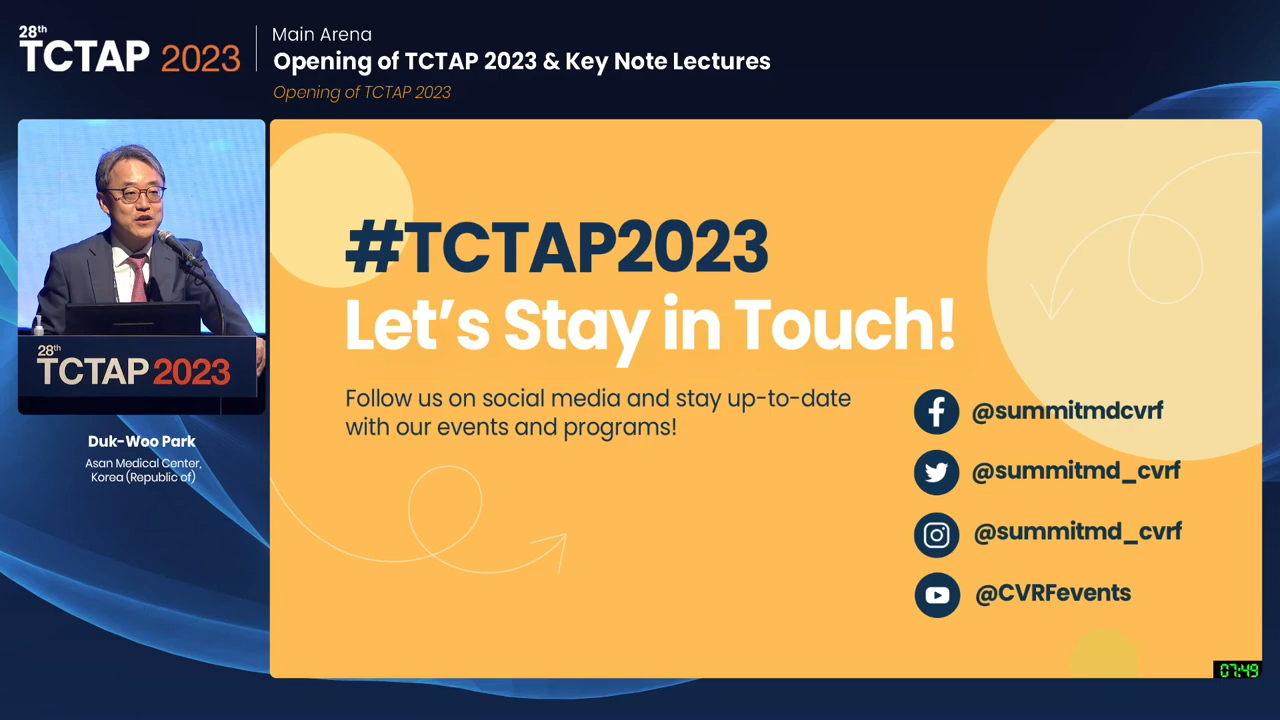 28th
TCTAP 2023
Main Arena
Opening of TCTAP 2023 & Key Note Lectures
Opening of TCTAP 2023
28th
TCTAP 2023
Duk-Woo Park
Asan Medical Center,
Korea (Republic of)
#TCTAP2023
Let's Stay in Touch!
Follow us on social media and stay up-to-date
with our events and programs!
@summitmdcvrf
@summitmd_cvrf
@summitmd_cvrf
@CVRFevents
07:49